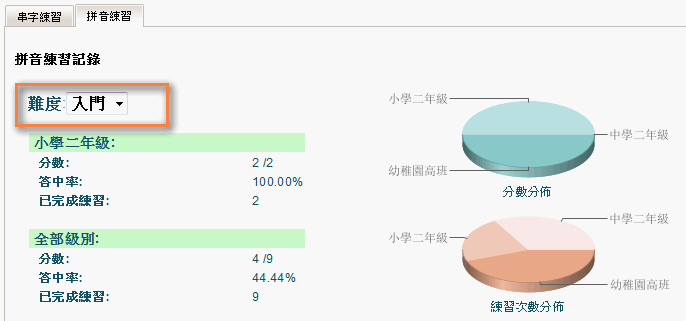 串字練習 拼音練習
拼音練習記錄
難度: 入門
小學二年級:
分數: 2 /2
答中率: 100.00%
已完成練習: 2
全部級別:
分數: 4 /9
答中率: 44.44%
已完成練習: 9
小學二年級
中學二年級
幼稚園高班
分數分佈
中學二年級
小學二年級
幼稚園高班
練習次數分佈